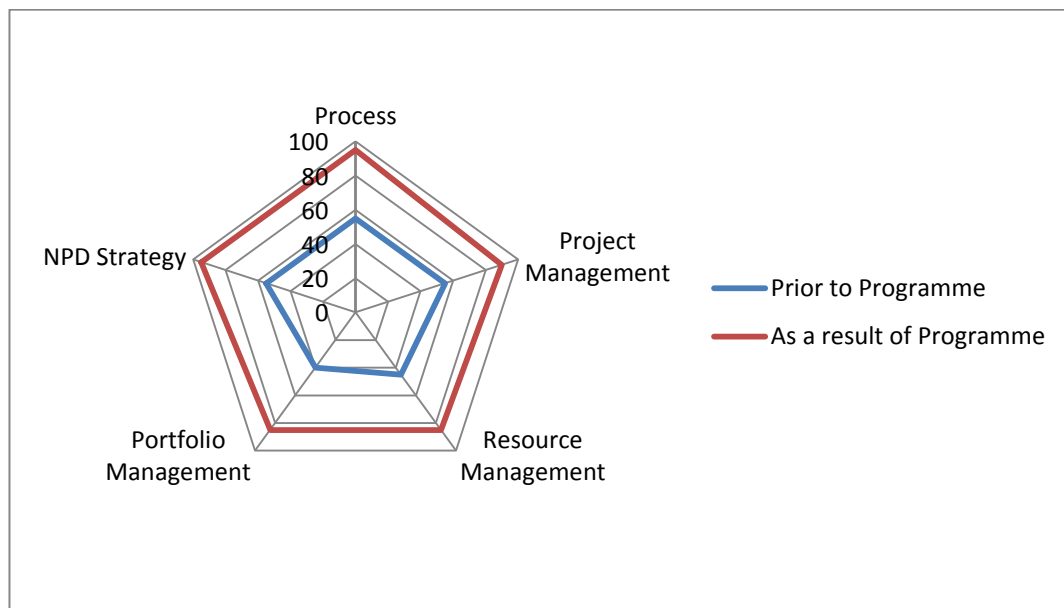 Process
100
80
60
40
20
0
NPD Strategy
Project
Management
Portfolio
Management
Resource
Management
Prior to Programme
As a result of Programme